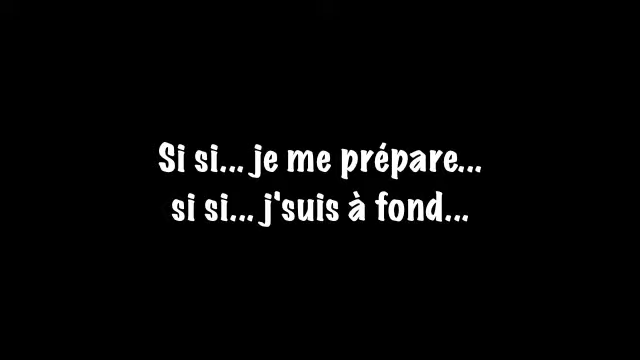 Si si... je me prépare...
si si... j'suis à fond...